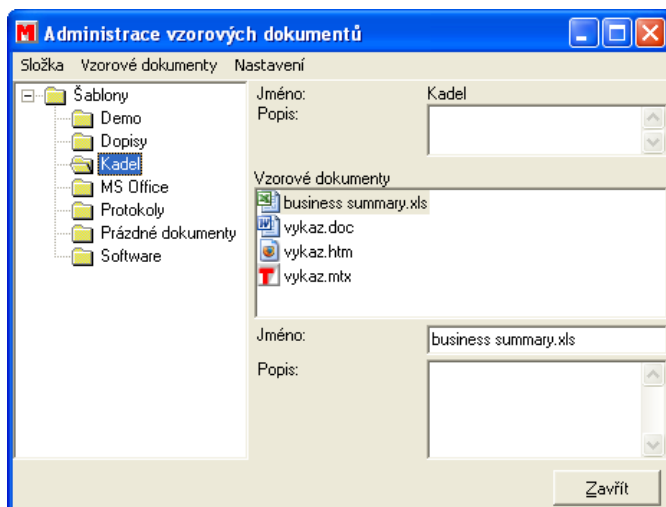 Administrace vzorových dokumentů
Složka Vzorové dokumenty Nastavení
Šablony
Demo
Dopisy
Kadel
MS Office
Protokoly
Prázdné dokumenty
Software
Jméno: Kadel
Popis:
Vzorové dokumenty
business summary.xls
vykaz.doc
vykaz.htm
vykaz.mtx
Jméno: business summary.xls
Popis:
Zavřít